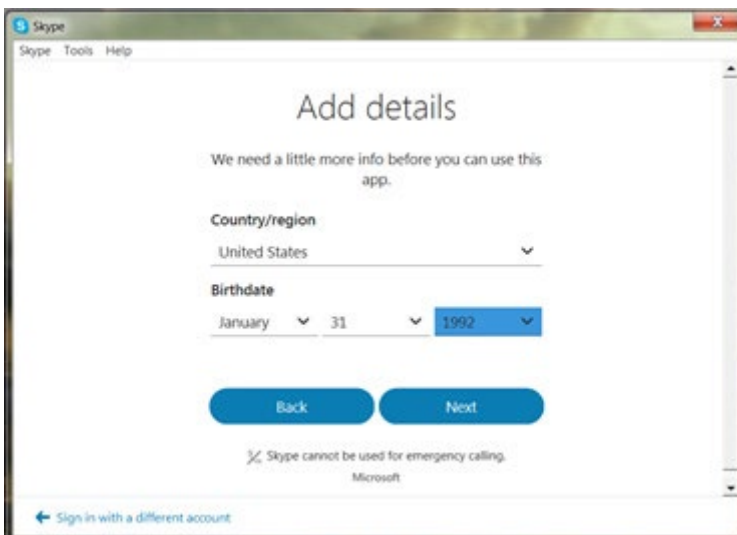 Skype
Skype Tools Help
Add details
We need a little more info before you can use this
app.
Country/region
United States
Birthdate
January 31 1992
Back Next
Skype cannot be used for emergency calling.
Microsoft
Sign in with a different account